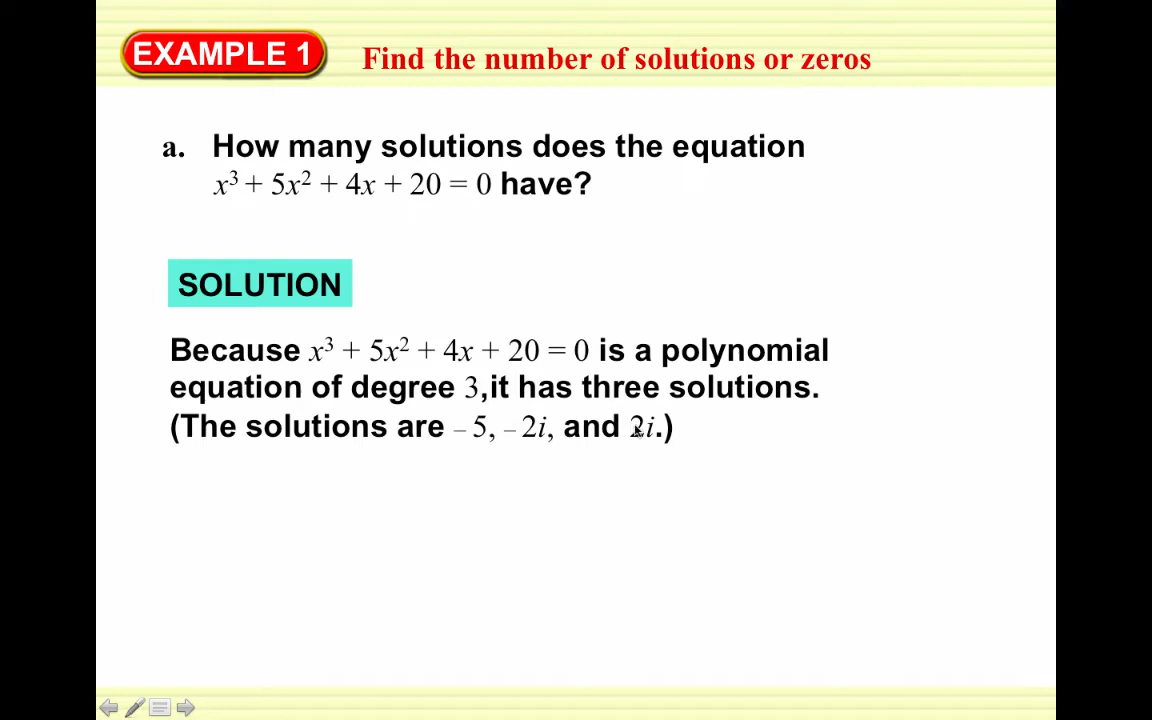 EXAMPLE 1 Find the number of solutions or zeros
a. How many solutions does the equation
x³ + 5x² + 4x + 20 = 0 have?
SOLUTION
Because x³ + 5x² + 4x + 20 = 0 is a polynomial
equation of degree 3,it has three solutions.
(The solutions are – 5, – 2i, and 2i.)